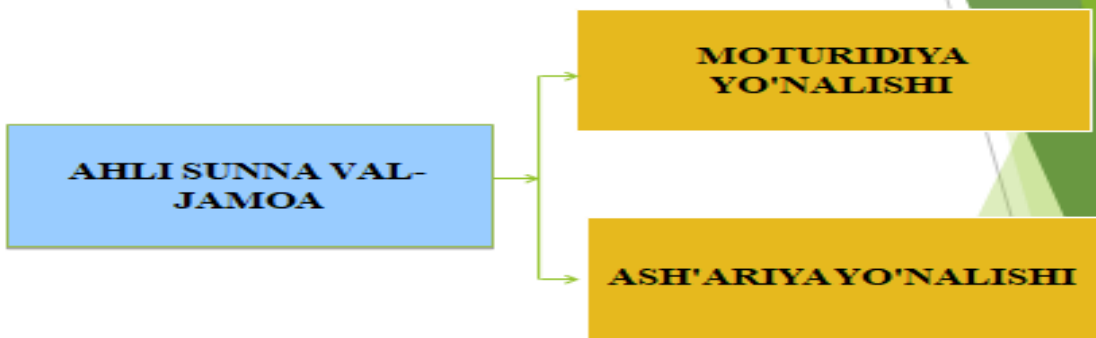 MOTURIDIYA
YO'NALISHI
AHLI SUNNA VAL-
JAMOA
ASH'ARIYA YO'NALISHI